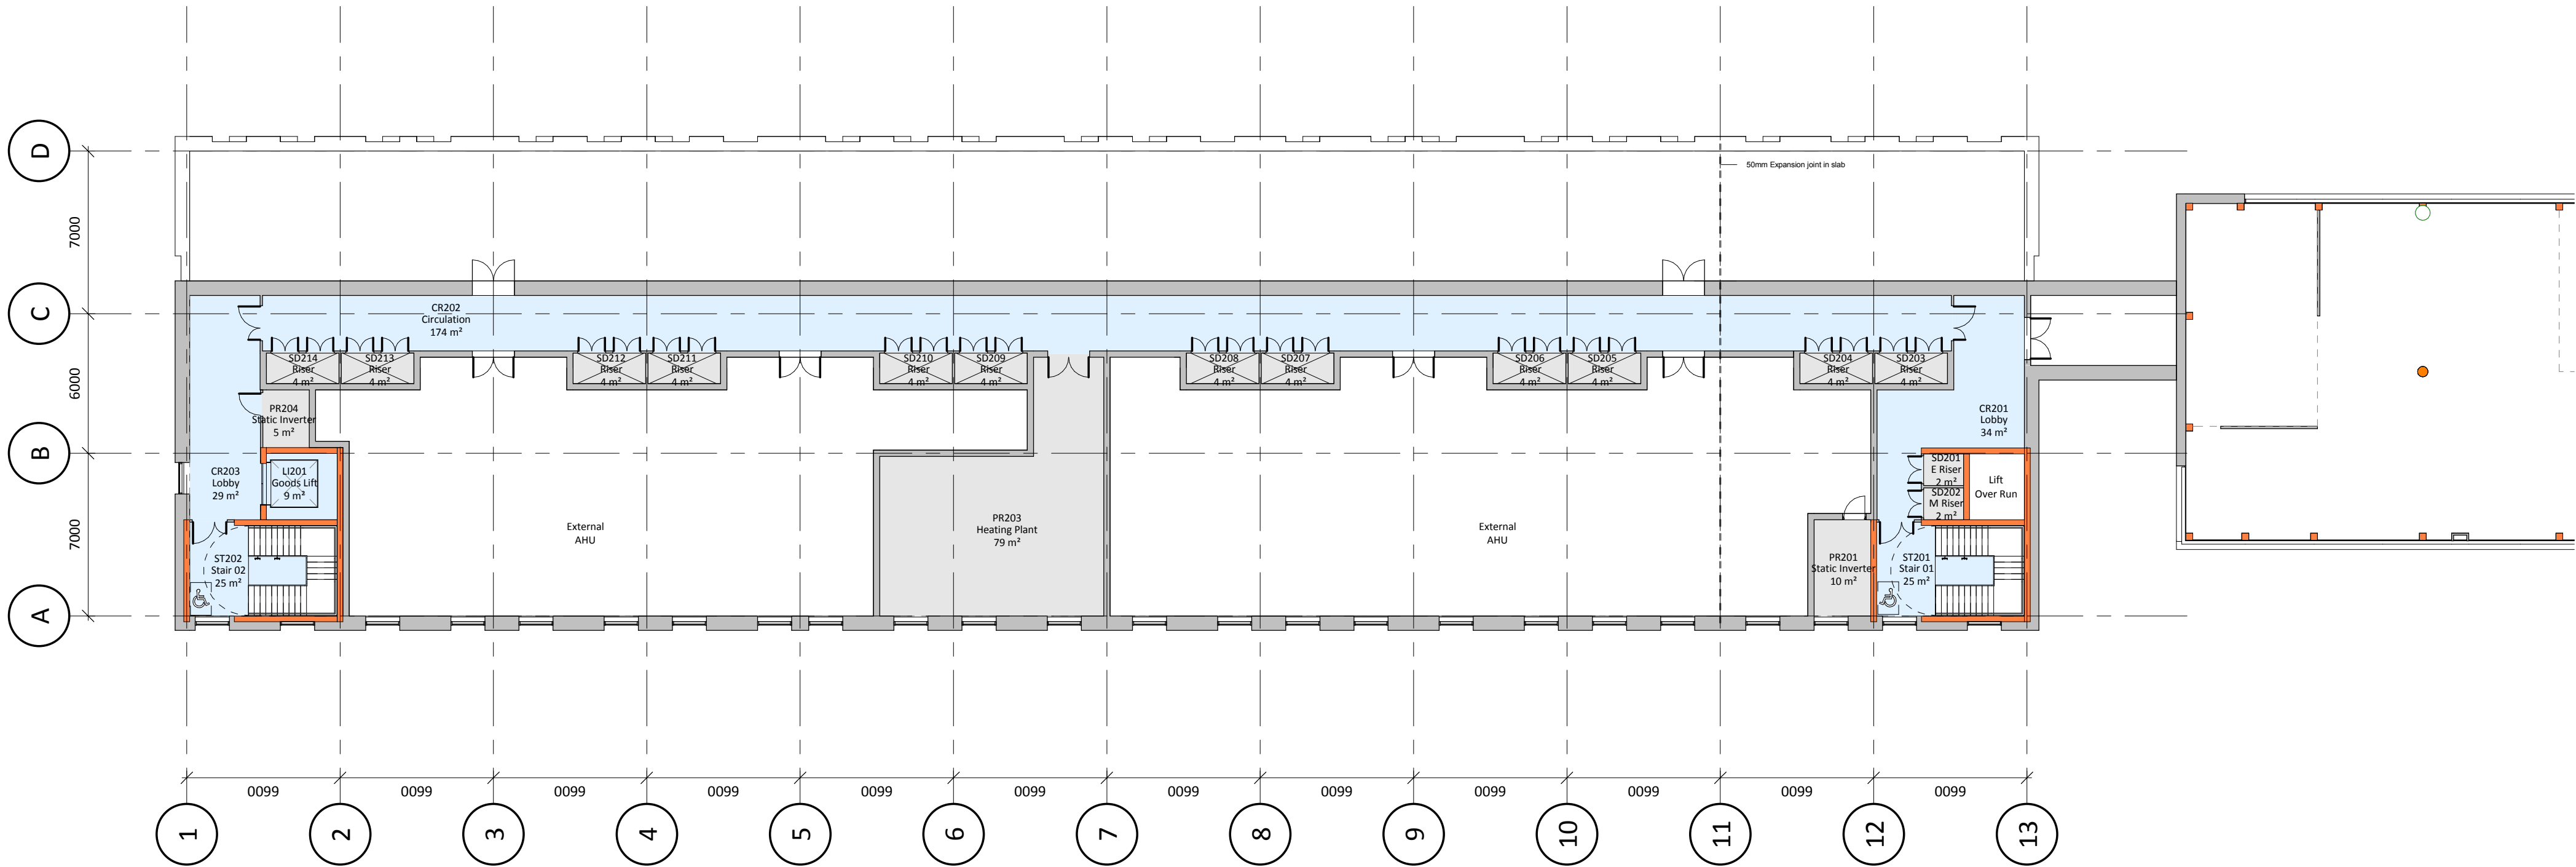 D
7000
C
6000
B
7000
A
50mm Expansion joint in slab
CR202
Circulation
174 m²
SD214
Riser
4 m²
SD213
Riser
4 m²
SD212
Riser
4 m²
SD211
Riser
4 m²
SD210
Riser
4 m²
SD209
Riser
4 m²
SD208
Riser
4 m²
SD207
Riser
4 m²
SD206
Riser
4 m²
SD205
Riser
4 m²
SD204
Riser
4 m²
SD203
Riser
4 m²
PR204
Static Inverter
5 m²
CR201
Lobby
34 m²
CR203
Lobby
29 m²
LI201
Goods Lift
9 m²
SD201
E Riser
2 m²
SD202
M Riser
2 m²
Lift
Over Run
External
AHU
PR203
Heating Plant
79 m²
External
AHU
ST202
Stair 02
25 m²
PR201
Static Inverter
10 m²
ST201
Stair 01
25 m²
0099
0099
0099
0099
0099
0099
0099
0099
0099
0099
0099
0099
1
2
3
4
5
6
7
8
9
10
11
12
13